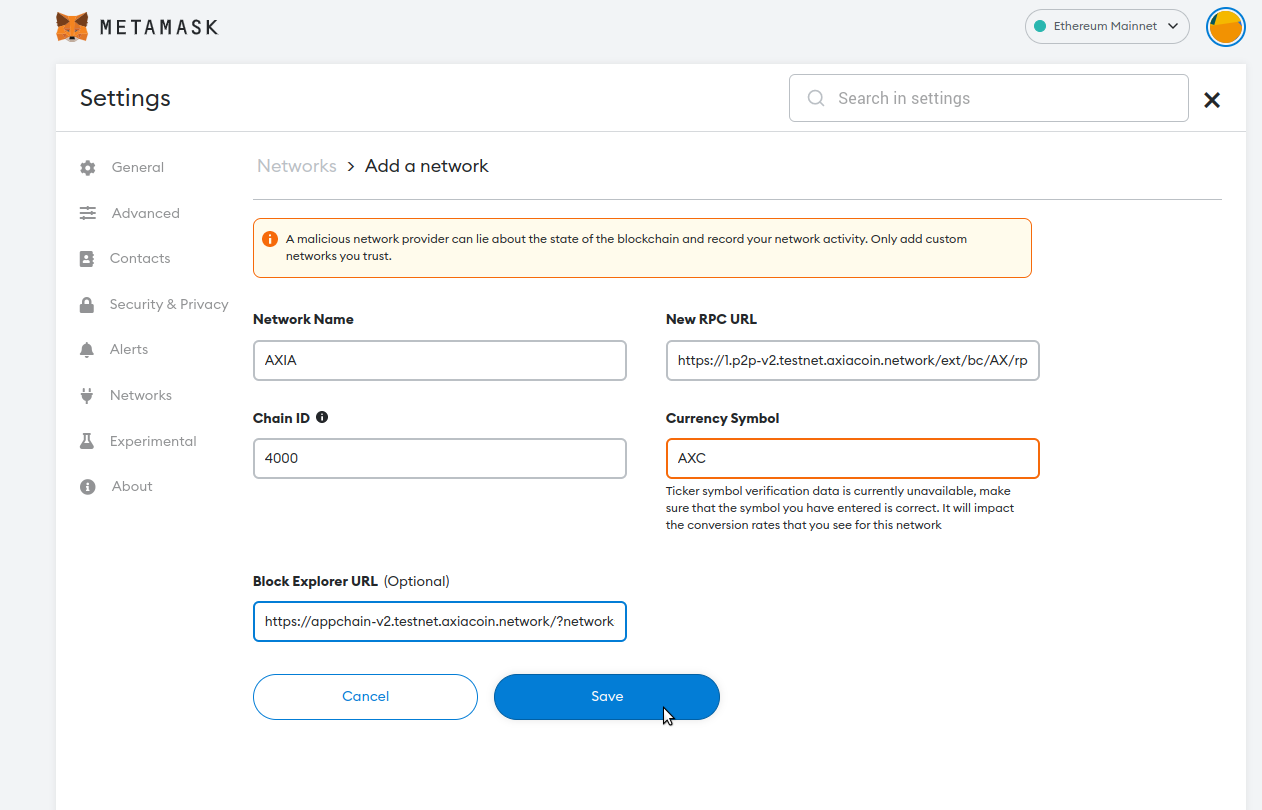 METAMASK
Ethereum Mainnet
Settings
Search in settings
General
Advanced
Contacts
Security & Privacy
Alerts
Networks
Experimental
About
Networks > Add a network
A malicious network provider can lie about the state of the blockchain and record your network activity. Only add custom
networks you trust.
Network Name
AXIA
New RPC URL
https://1.p2p-v2.testnet.axiacoin.network/ext/bc/AX/rp
Chain ID
4000
Currency Symbol
AXC
Ticker symbol verification data is currently unavailable, make
sure that the symbol you have entered is correct. It will impact
the conversion rates that you see for this network
Block Explorer URL (Optional)
https://appchain-v2.testnet.axiacoin.network/?network
Cancel
Save